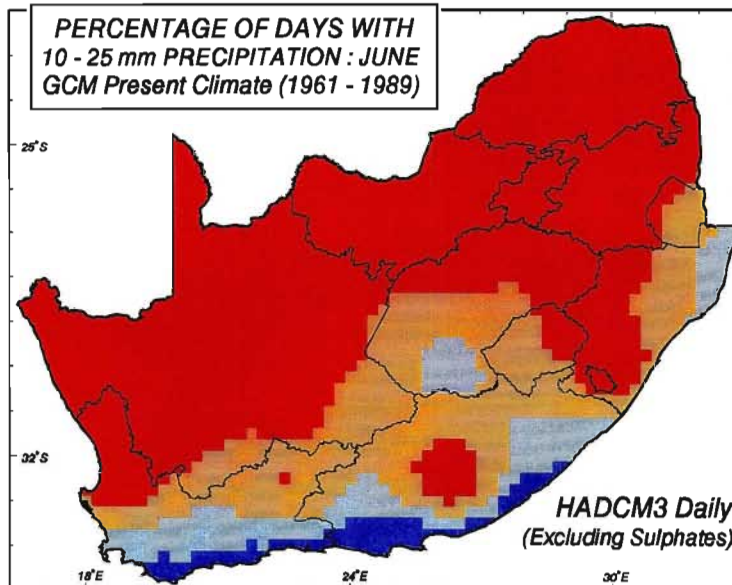 PERCENTAGE OF DAYS WITH
10 - 25 mm PRECIPITATION : JUNE
GCM Present Climate (1961 - 1989)
25°S
32°S
HADCM3 Daily
(Excluding Sulphates)
18°E
24°E
30°E